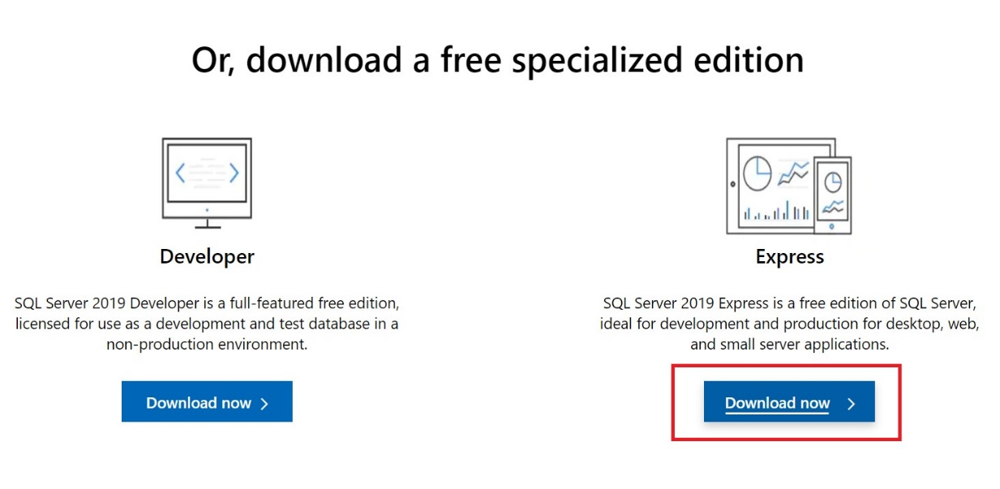 Or, download a free specialized edition
Developer
SQL Server 2019 Developer is a full-featured free edition,
licensed for use as a development and test database in a
non-production environment.
Download now
Express
SQL Server 2019 Express is a free edition of SQL Server,
ideal for development and production for desktop, web,
and small server applications.
Download now